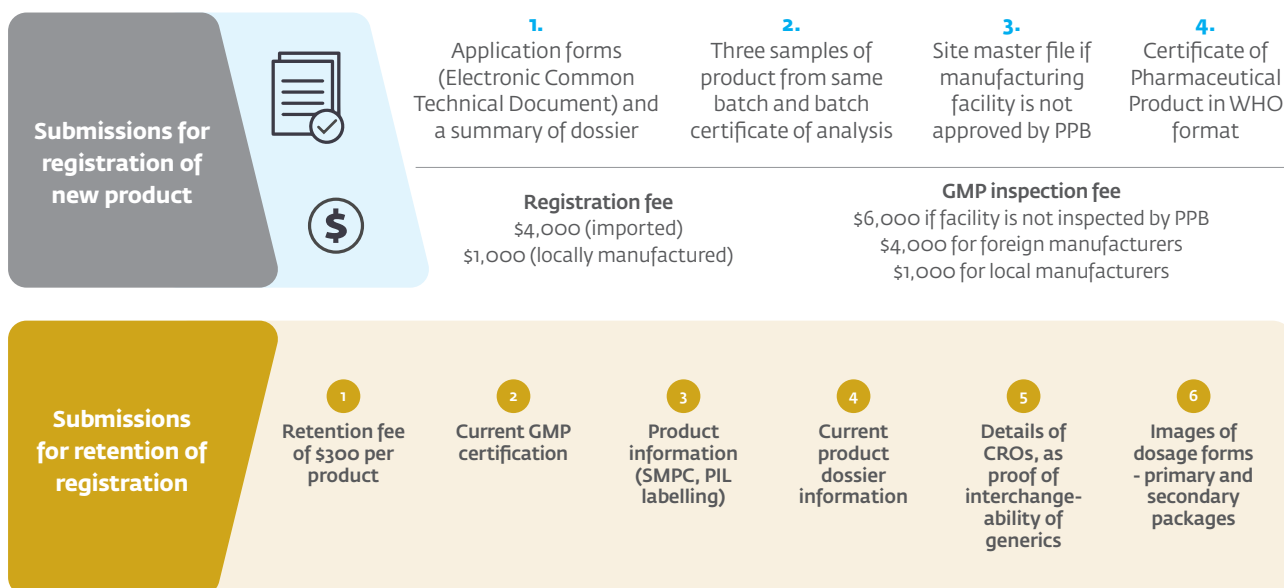 Submissions for
registration of
new product
$
1.
Application forms
(Electronic Common
Technical Document) and
a summary of dossier
2.
Three samples of
product from same
batch and batch
certificate of analysis
3.
Site master file if
manufacturing
facility is not
approved by PPB
4.
Certificate of
Pharmaceutical
Product in WHO
format
Registration fee
$4,000 (imported)
$1,000 (locally manufactured)
GMP inspection fee
$6,000 if facility is not inspected by PPB
$4,000 for foreign manufacturers
$1,000 for local manufacturers
Submissions
for retention of
registration
1
Retention fee
of $300 per
product
2
Current GMP
certification
3
Product
information
(SMPC, PIL
labelling)
4
Current
product
dossier
information
5
Details of
CROs, as
proof of
interchange-
ability of
generics
6
Images of
dosage forms
- primary and
secondary
packages